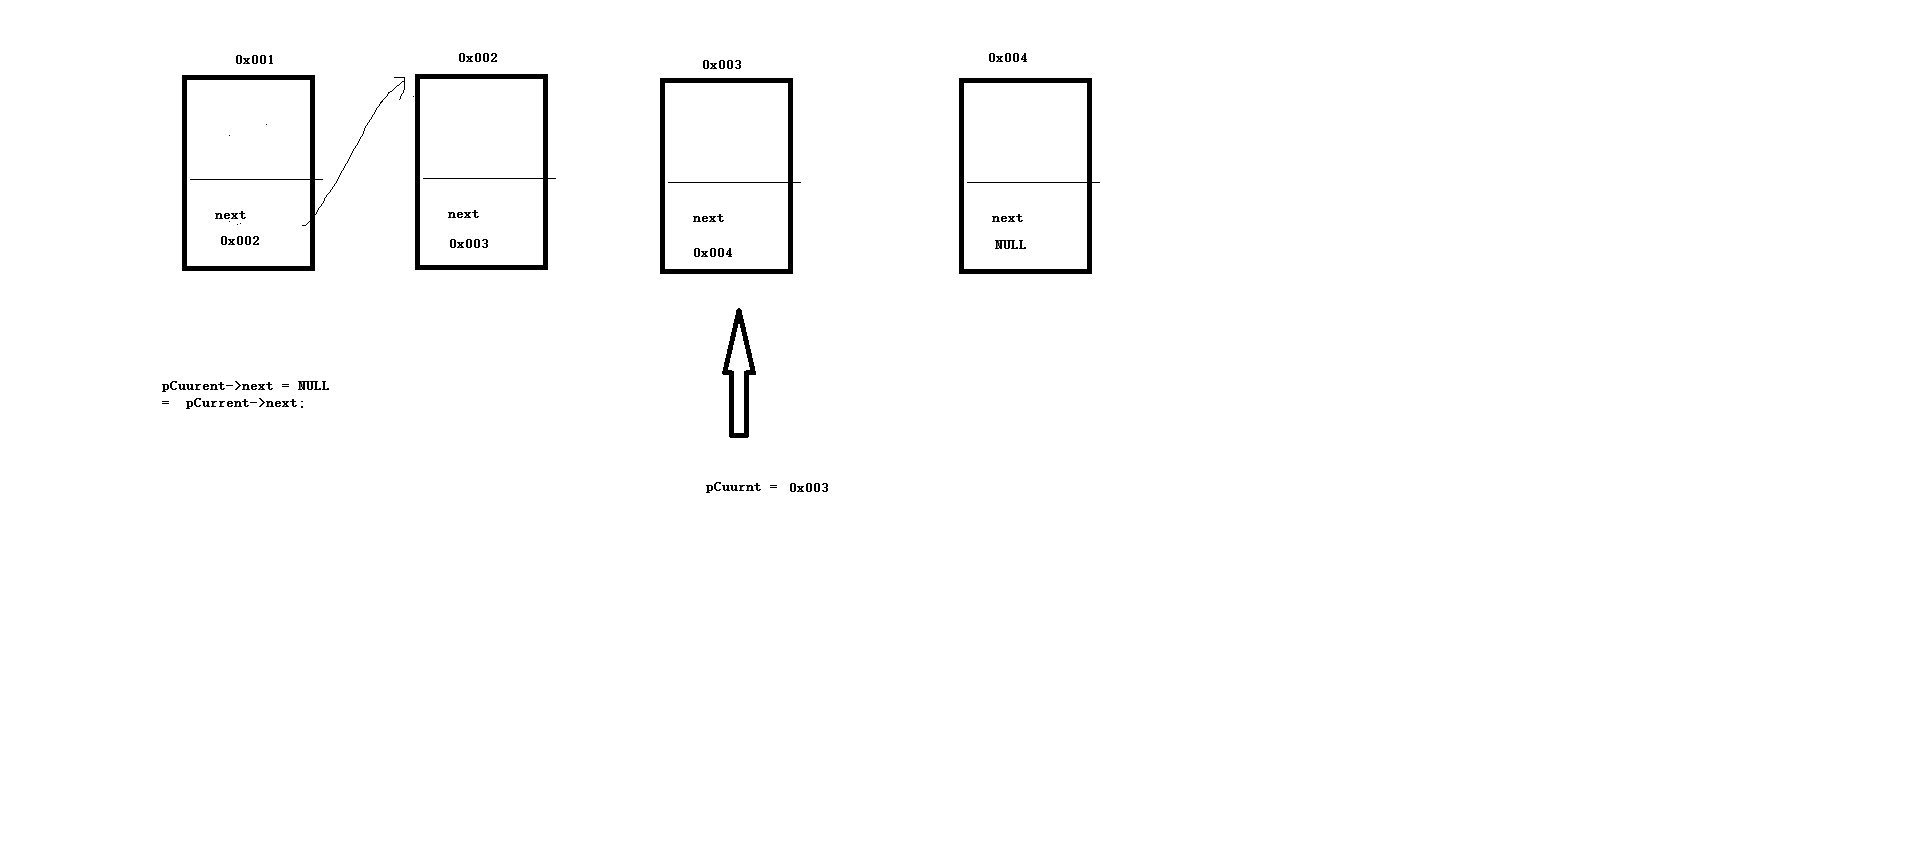 0x001
0x002
0x003
0x004
next
0x002
next
0x003
next
0x004
next
NULL
pCuurent->next = NULL
=  pCurrent->next;
pCuurnt = 0x003